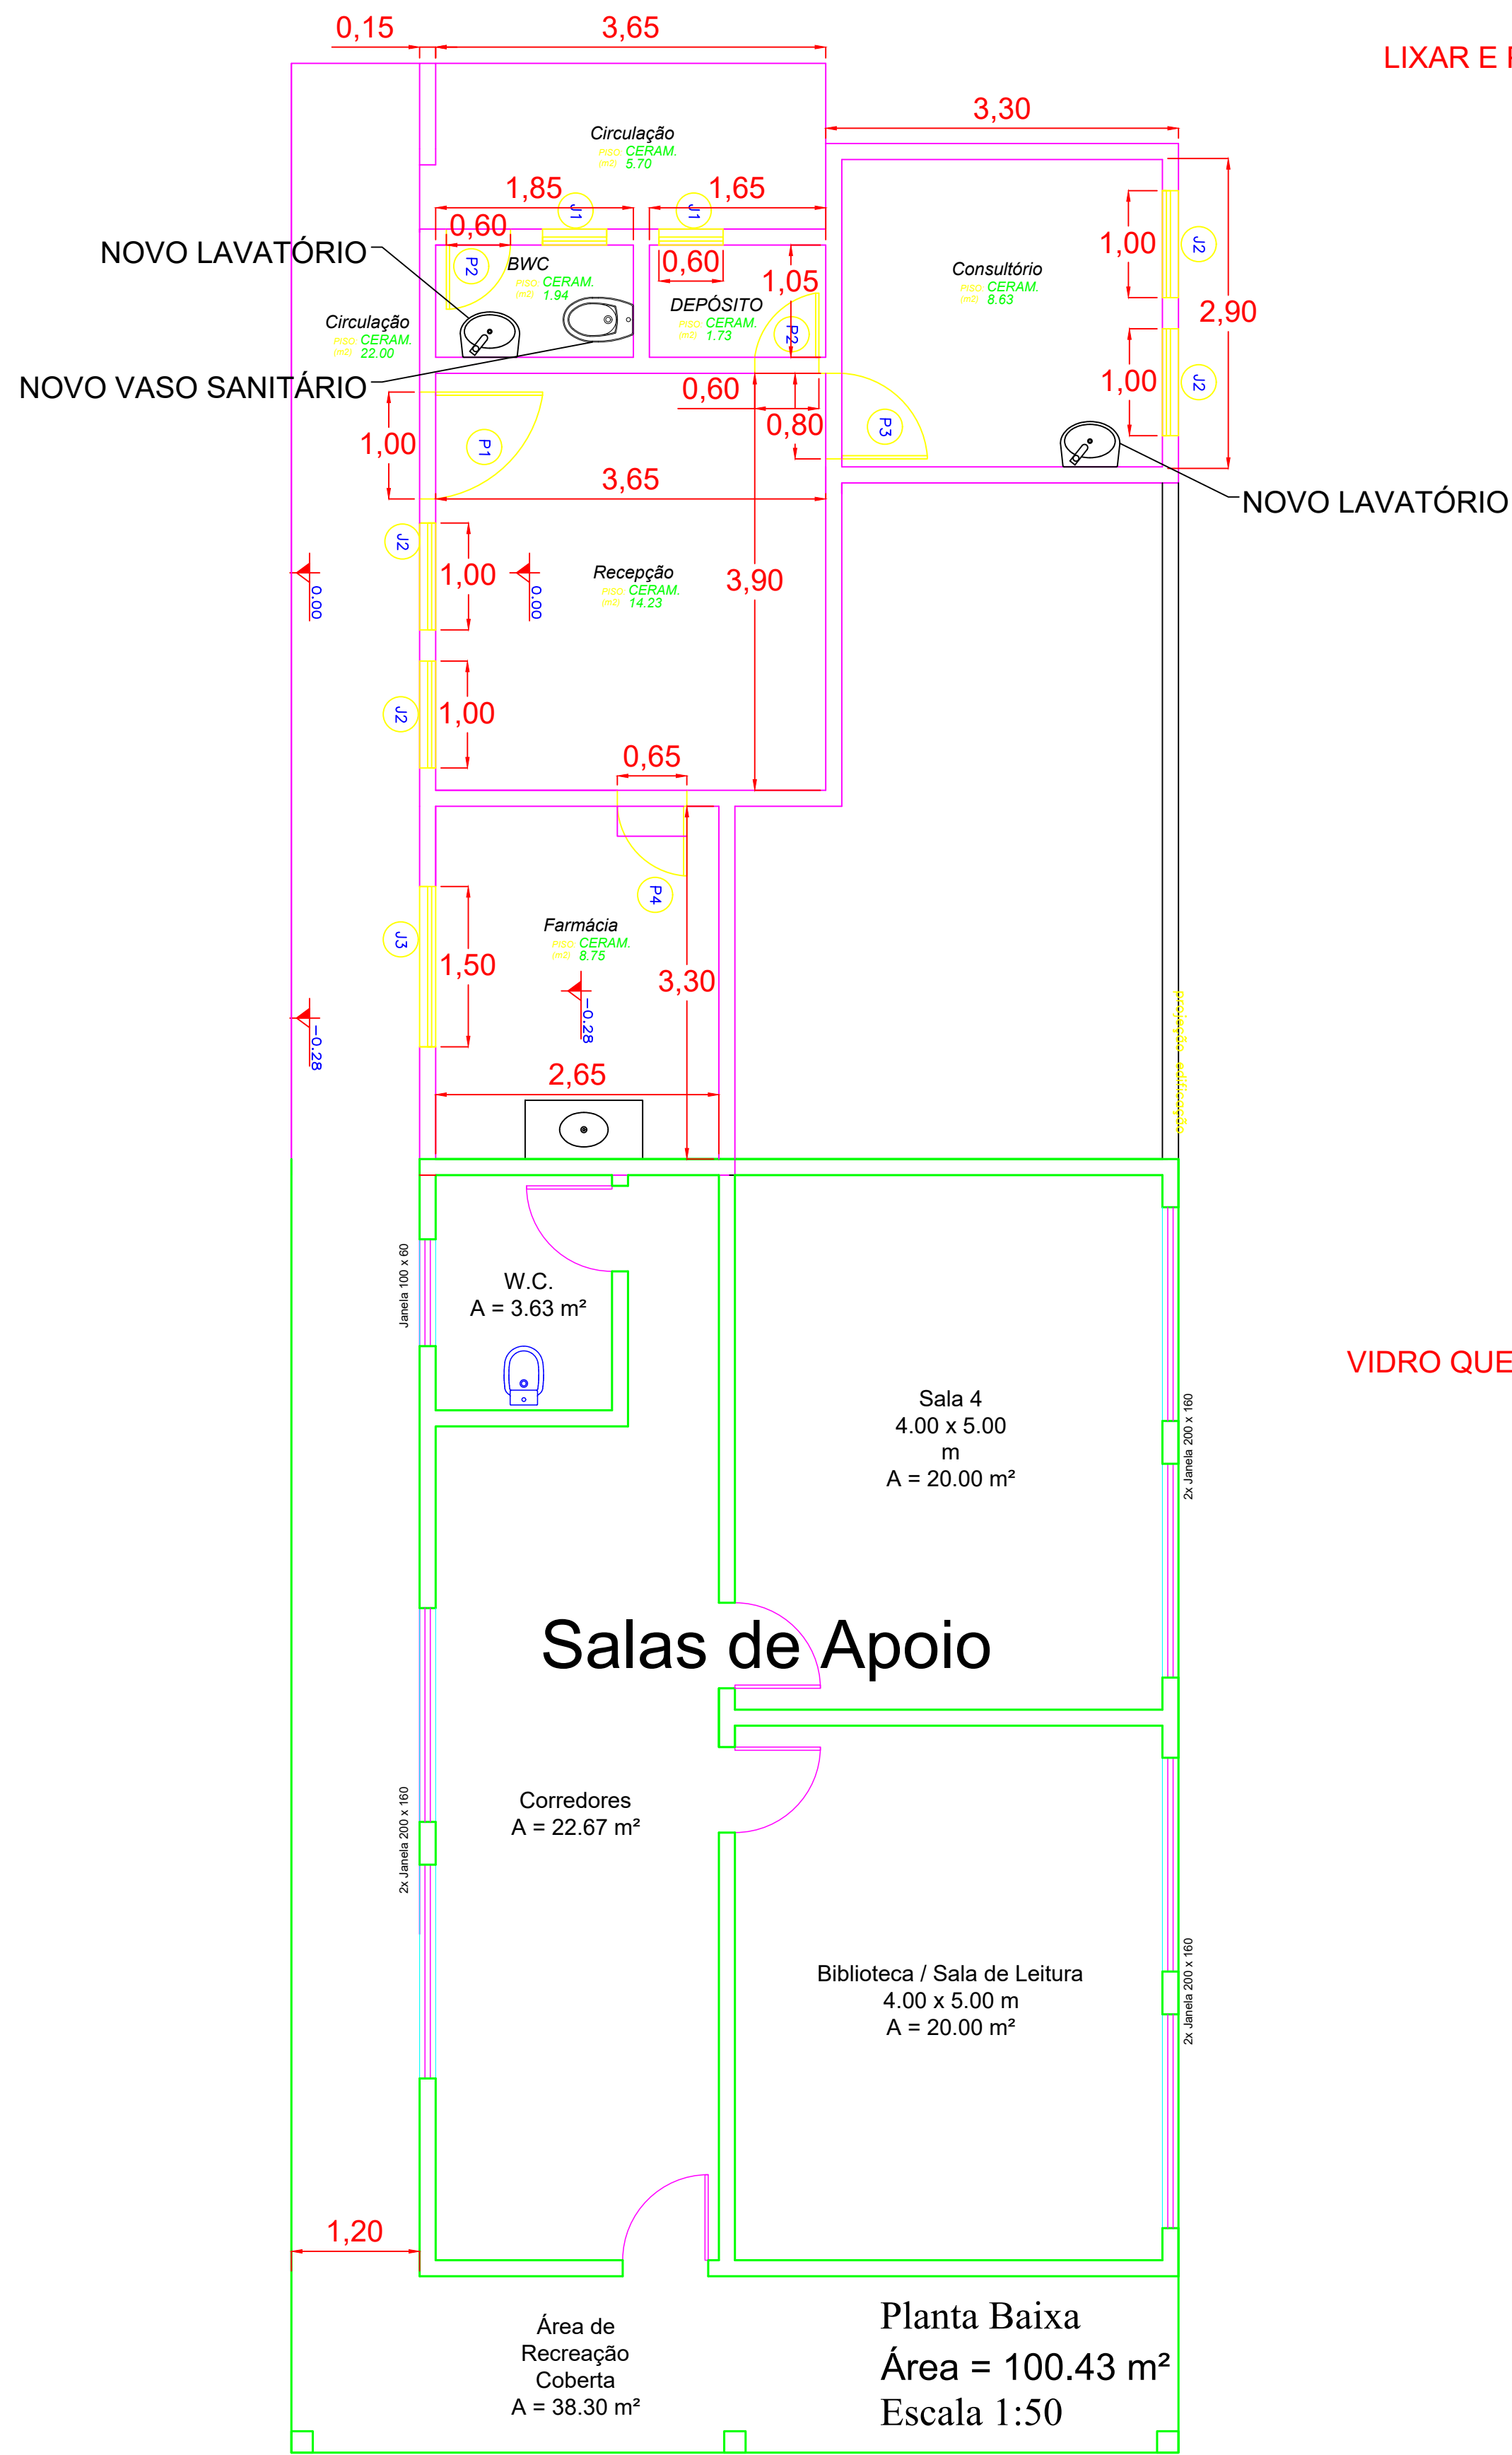 0,15
3,65
LIXAR E
3,30
Circulação
PISO: CERAM.
(m2) 5.70
1,85
1,65
J1
J1
0,60
NOVO LAVATÓRIO
P2
BWC
PISO: CERAM.
(m2) 1.94
0,60
1,05
1,00
J2
Consultório
PISO: CERAM.
(m2) 8.63
DEPÓSITO
PISO: CERAM.
(m2) 1.73
P2
2,90
Circulação
PISO: CERAM.
(m2) 22.00
NOVO VASO SANITÁRIO
0,60
0,80
1,00
J2
P3
1,00
P1
3,65
NOVO LAVATÓRIO
J2
1,00
0.00
0.00
Recepção
PISO: CERAM.
(m2) 14.23
3,90
J2
1,00
0,65
P4
Farmácia
PISO: CERAM.
(m2) 8.75
J3
1,50
3,30
-0.28
-0.28
projeção edificação
2,65
Janela 100 x 60
W.C.
A = 3.63 m²
VIDRO QUE
Sala 4
4.00 x 5.00
m
A = 20.00 m²
2x Janela 200 x 160
Salas de Apoio
Corredores
A = 22.67 m²
2x Janela 200 x 160
Biblioteca / Sala de Leitura
4.00 x 5.00 m
A = 20.00 m²
2x Janela 200 x 160
1,20
Área de
Recreação
Coberta
A = 38.30 m²
Planta Baixa
Área = 100.43 m²
Escala 1:50